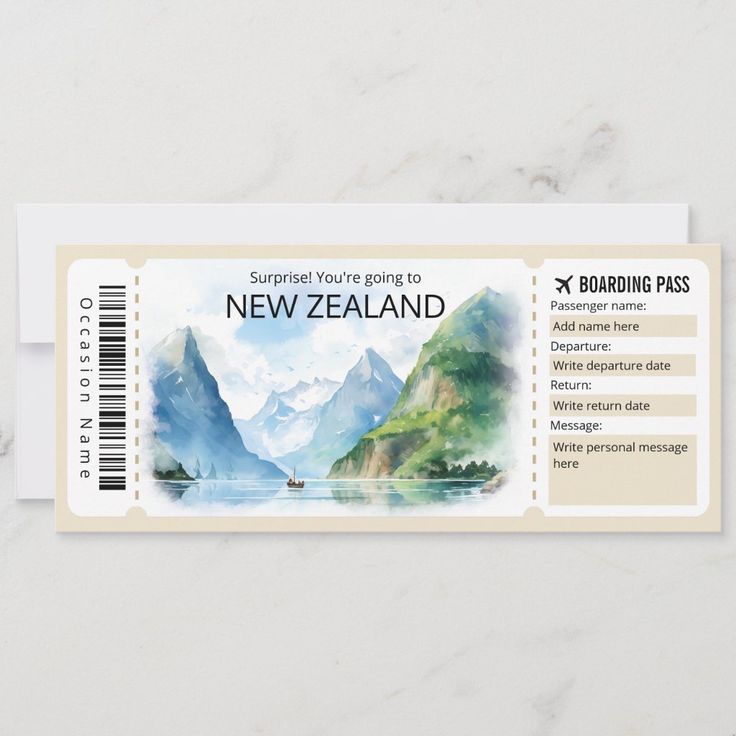 Occasion Name
Surprise! You're going to
NEW ZEALAND
BOARDING PASS
Passenger name:
Add name here
Departure:
Write departure date
Return:
Write return date
Message:
Write personal message
here